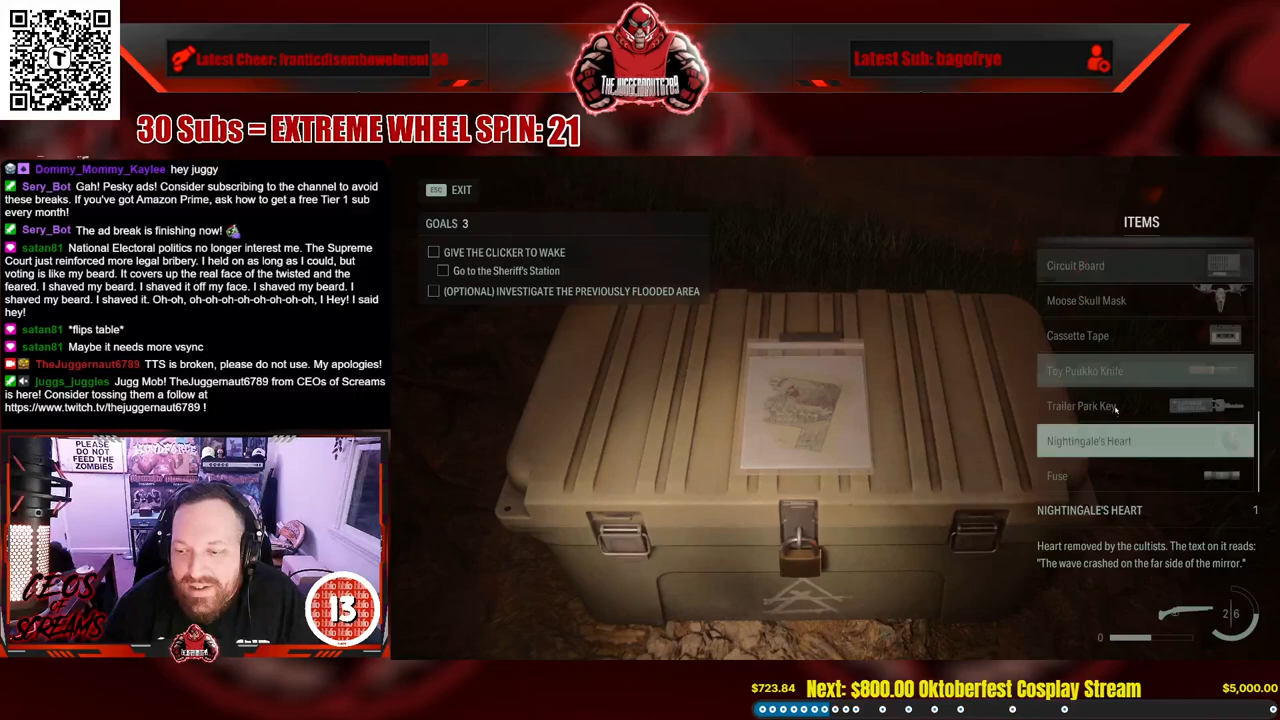 Latest Cheer: franticdisembowelment 50
THEJUGGERNAUT6789
Latest Sub: bagofrye
30 Subs = EXTREME WHEEL SPIN: 21
Dommy_Mommy_Kaylee hey juggy
Sery_Bot Gah! Pesky ads! Consider subscribing to the channel to avoid
these breaks. If you've got Amazon Prime, ask how to get a free Tier 1 sub
every month!
Sery_Bot The ad break is finishing now!
satan81 National Electoral politics no longer interest me. The Supreme
Court just reinforced more legal bribery. I held on as long as I could, but
voting is like my beard. It covers up the real face of the twisted and the
feared. I shaved my beard. I shaved it off my face. I shaved my beard. I
shaved my beard. I shaved it. Oh-oh, oh-oh-oh-oh-oh-oh-oh, I Hey! I said
hey!
satan81 *flips table*
satan81 Maybe it needs more vsync
TheJuggernaut6789 TTS is broken, please do not use. My apologies!
juggs_juggies Jugg Mob! TheJuggernaut6789 from CEOs of Screams
is here! Consider tossing them a follow at
https://www.twitch.tv/thejuggernaut6789 !
ESC EXIT
GOALS 3
GIVE THE CLICKER TO WAKE
Go to the Sheriff's Station
(OPTIONAL) INVESTIGATE THE PREVIOUSLY FLOODED AREA
ITEMS
Circuit Board
Moose Skull Mask
Cassette Tape
Toy Puukko Knife
Trailer Park Key
Nightingale's Heart
Fuse
NIGHTINGALE'S HEART 1
Heart removed by the cultists. The text on it reads:
"The wave crashed on the far side of the mirror."
2|6
0
PLEASE
DO NOT
FEED THE
ZOMBIES
CEOS
OF
SCREAMS
13
$723.84 Next: $800.00 Oktoberfest Cosplay Stream $5,000.00